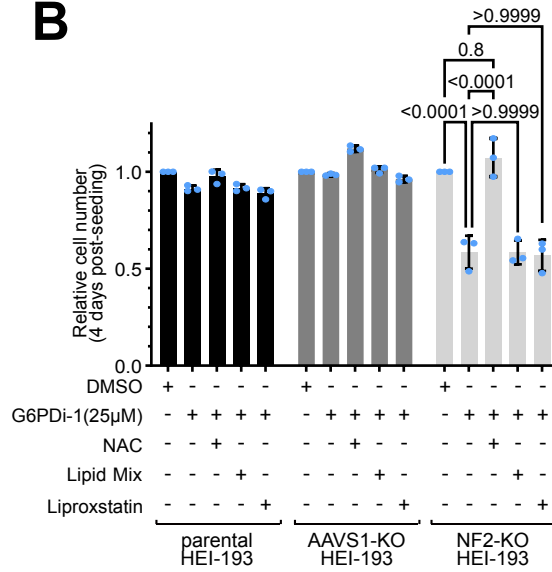 B
>0.9999
0.8
<0.0001
<0.0001 >0.9999
Relative cell number
(4 days post-seeding)
1.0
0.5
0.0
DMSO + + +
G6PDi-1(25μM) - + + + + - + + + + - + + + +
NAC - - + - - - - + - - - - + - -
Lipid Mix - - - + - - - - + - - - - + -
Liproxstatin - - - - + - - - - + - - - - +
parental
HEI-193
AAVS1-KO
HEI-193
NF2-KO
HEI-193